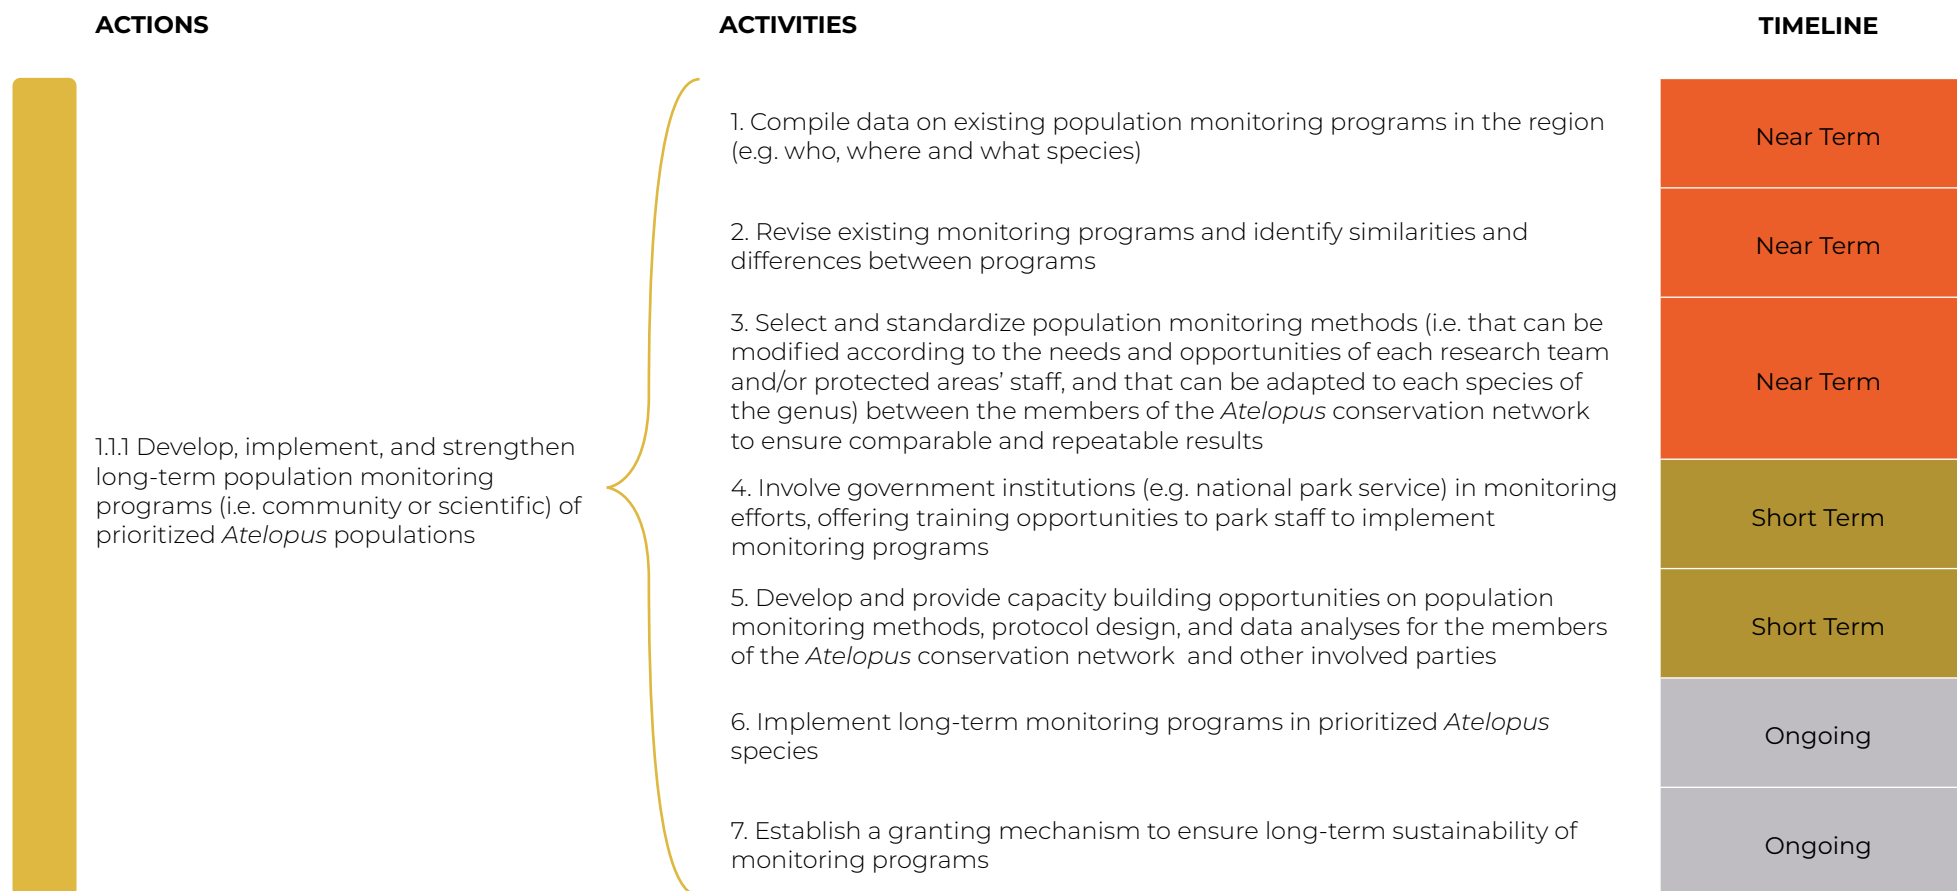 ACTIONS
ACTIVITIES
TIMELINE
1.1.1 Develop, implement, and strengthen
long-term population monitoring
programs (i.e. community or scientific) of
prioritized Atelopus populations
1. Compile data on existing population monitoring programs in the region
(e.g. who, where and what species)
Near Term
2. Revise existing monitoring programs and identify similarities and
differences between programs
Near Term
3. Select and standardize population monitoring methods (i.e. that can be
modified according to the needs and opportunities of each research team
and/or protected areas’ staff, and that can be adapted to each species of
the genus) between the members of the Atelopus conservation network
to ensure comparable and repeatable results
Near Term
4. Involve government institutions (e.g. national park service) in monitoring
efforts, offering training opportunities to park staff to implement
monitoring programs
Short Term
5. Develop and provide capacity building opportunities on population
monitoring methods, protocol design, and data analyses for the members
of the Atelopus conservation network  and other involved parties
Short Term
6. Implement long-term monitoring programs in prioritized Atelopus
species
Ongoing
7. Establish a granting mechanism to ensure long-term sustainability of
monitoring programs
Ongoing